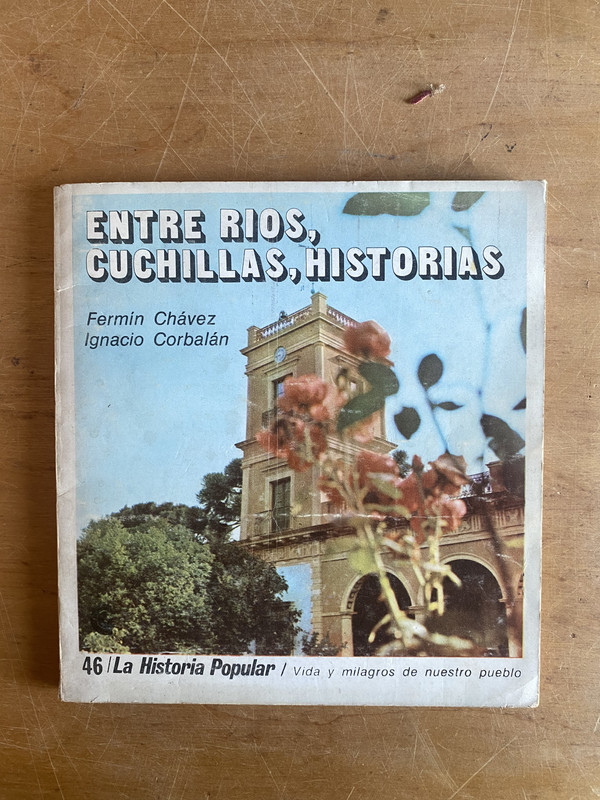 ENTRE RIOS,
CUCHILLAS, HISTORIAS
Fermín Chávez
Ignacio Corbalán
46 / La Historia Popular / Vida y milagros de nuestro pueblo